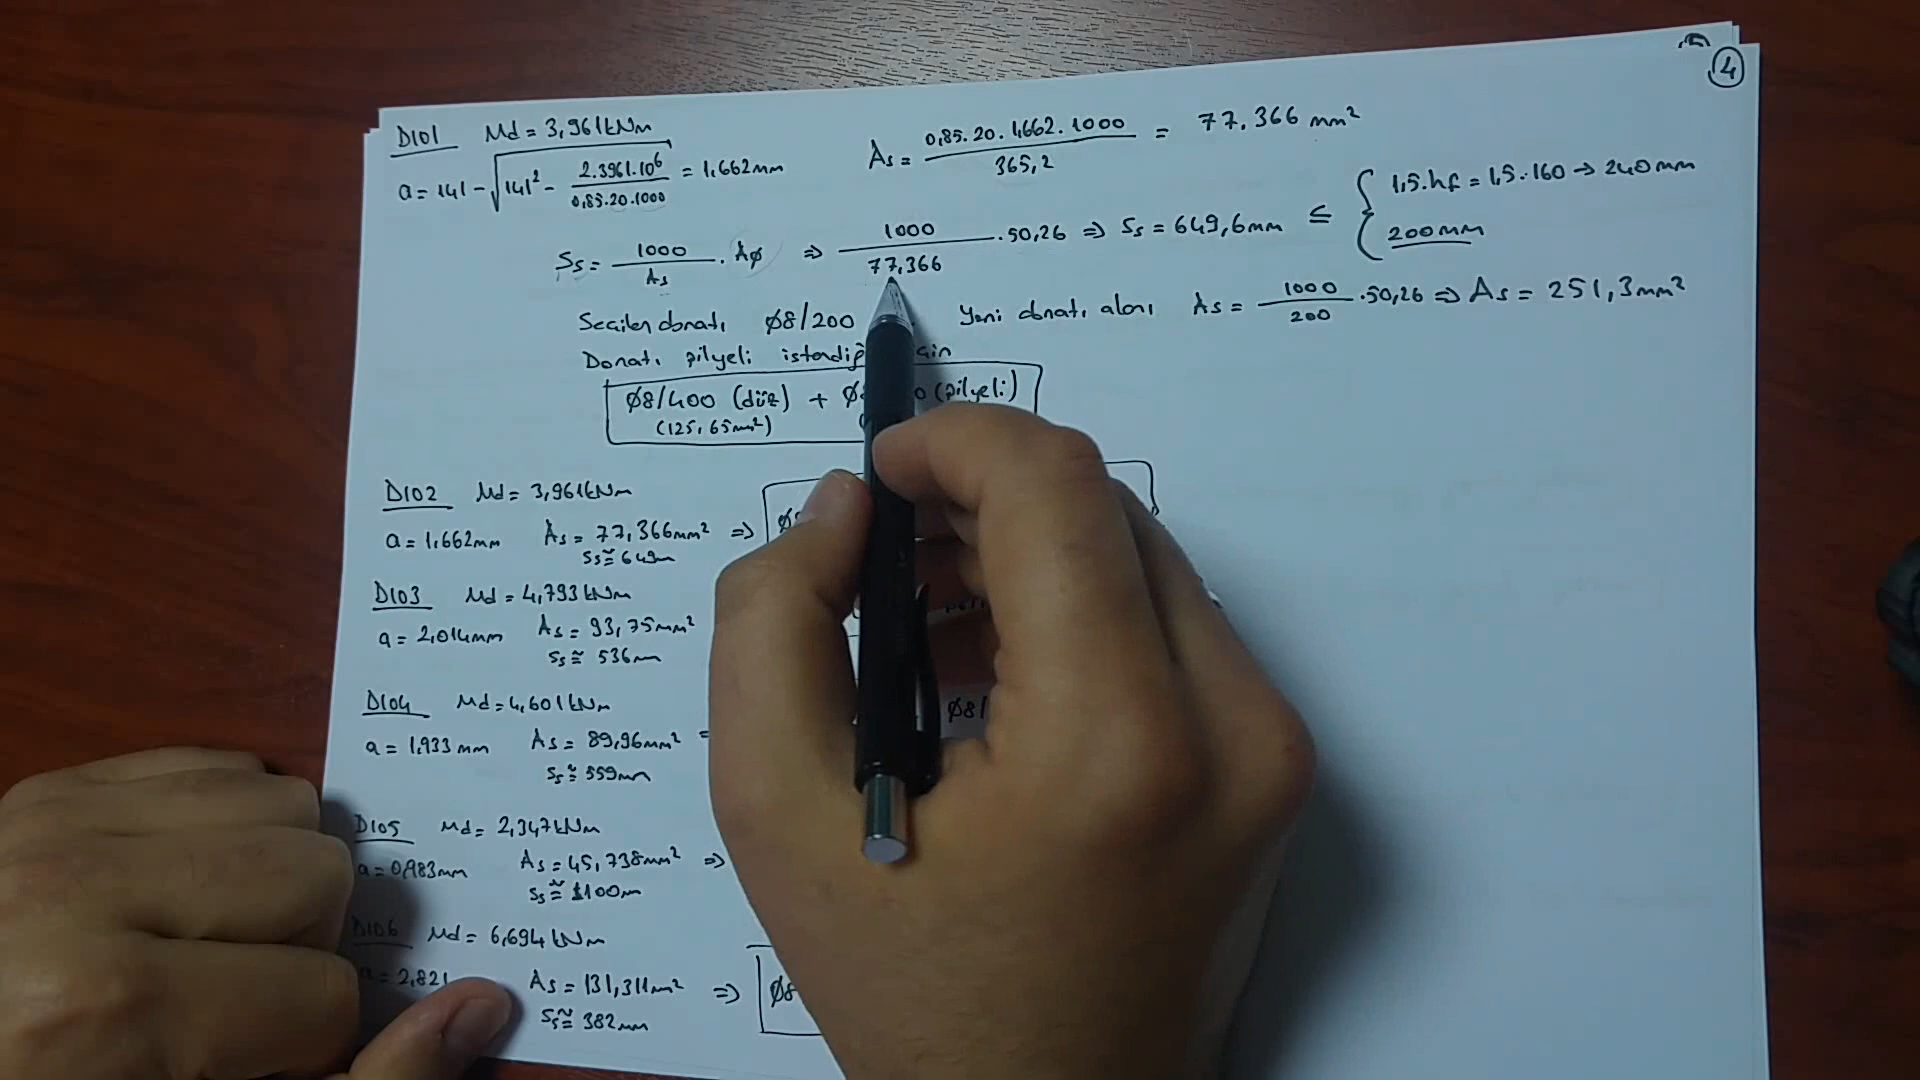 4
D101 Md = 3,961kNm
a = 141 - √141² - 2.3961.10⁶ / 0,85.20.1000 = 1,662mm
As = 0,85.20.1,662.1000 / 365,2 = 77,366 mm²
Ss = 1000 / As . AØ ⇒ 1000 / 77,366 . 50,26 ⇒ Ss = 649,6mm ≤ { 1,5.hf = 1,5.160 → 240mm
200mm
Seçilen donatı Ø8/200 Yeni donatı alanı As = 1000 / 200 . 50,26 ⇒ As = 251,3mm²
Donatı pilyeli
Ø8/400 (düz) + (pilyeli)
(125,65mm²)
D102 Md = 3,961kNm
a = 1,662mm As = 77,366mm² ⇒
Ss ≅ 649m
D103 Md = 4,793kNm
a = 2,014mm As = 93,75mm²
Ss ≅ 536mm
D104 Md = 4,601kNm
a = 1,933mm As = 89,96mm² =
Ø8/
Ss ≅ 559mm
D105 Md = 2,347kNm
a = 0,983mm As = 45,738mm² ⇒
Ss ≅ 1100m
D106 Md = 6,694kNm
a = 2,821 As = 131,311mm² ⇒ Ø8
Ss ≅ 382mm